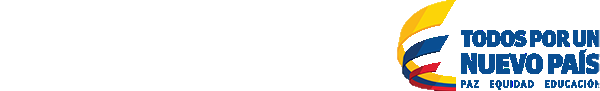 TODOS POR UN
NUEVO PAÍS
PAZ EQUIDAD EDUCACIÓN